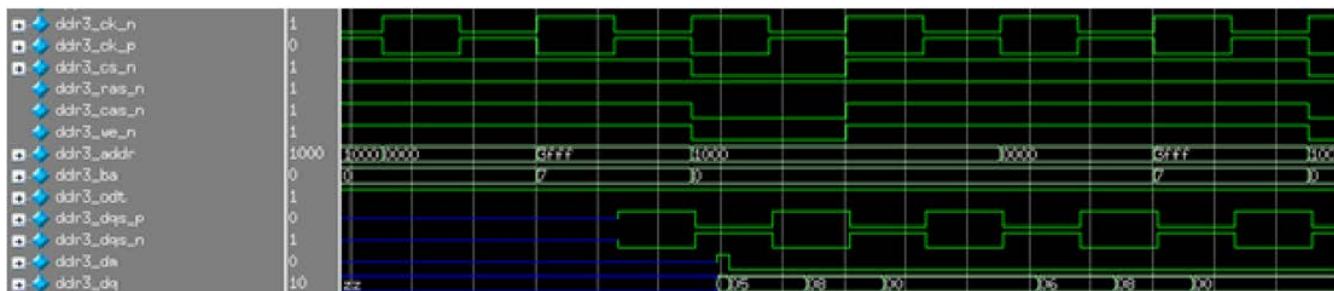 ddr3_ck_n 1
ddr3_ck_p 0
ddr3_cs_n 1
ddr3_ras_n 1
ddr3_cas_n 1
ddr3_we_n 1
ddr3_addr 1000 1000 0000 3fff 1000 0000 3fff 100
ddr3_ba 0 0 7 0 7 0
ddr3_odt 1
ddr3_dqs_p 0
ddr3_dqs_n 1
ddr3_dm 0
ddr3_dq 10 zz 05 08 00 06 08 00